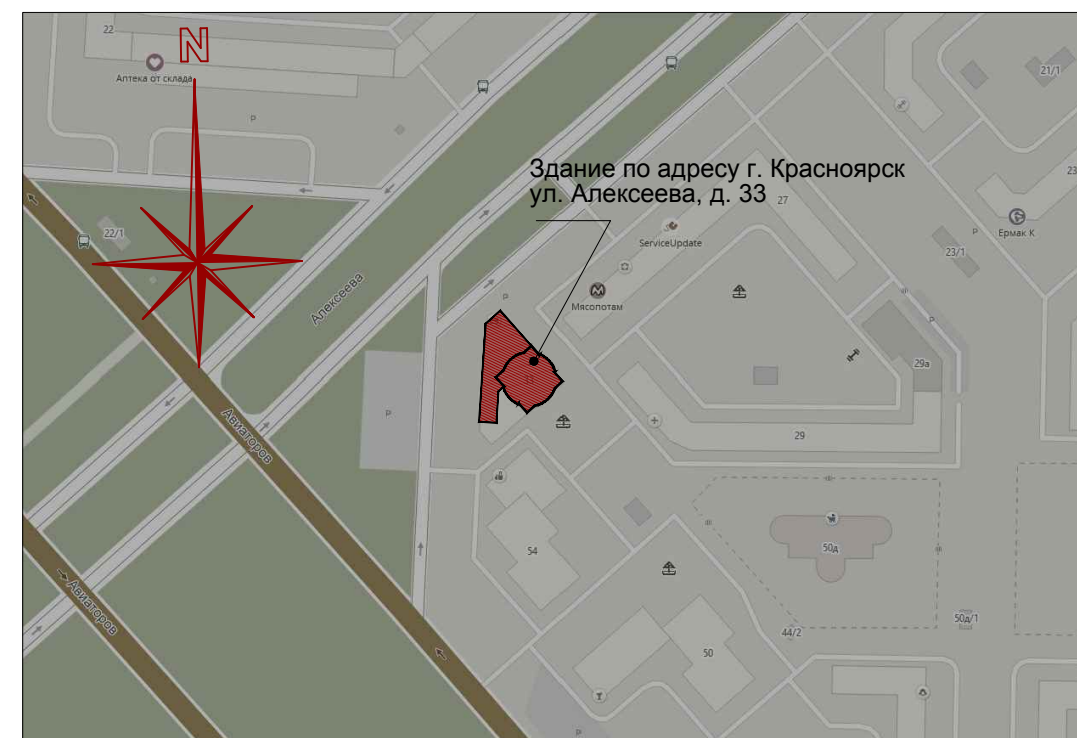 22
N
Аптека от склада
P
21/1
Здание по адресу г. Красноярск
ул. Алексеева, д. 33
27
23
22/1
ServiceUpdate
P
Ермак К
23/1
Алексеева
P
Мясопотам
P
29а
P
Авиаторов
29
54
50д
Авиаторов
50д/1
44/2
50
P